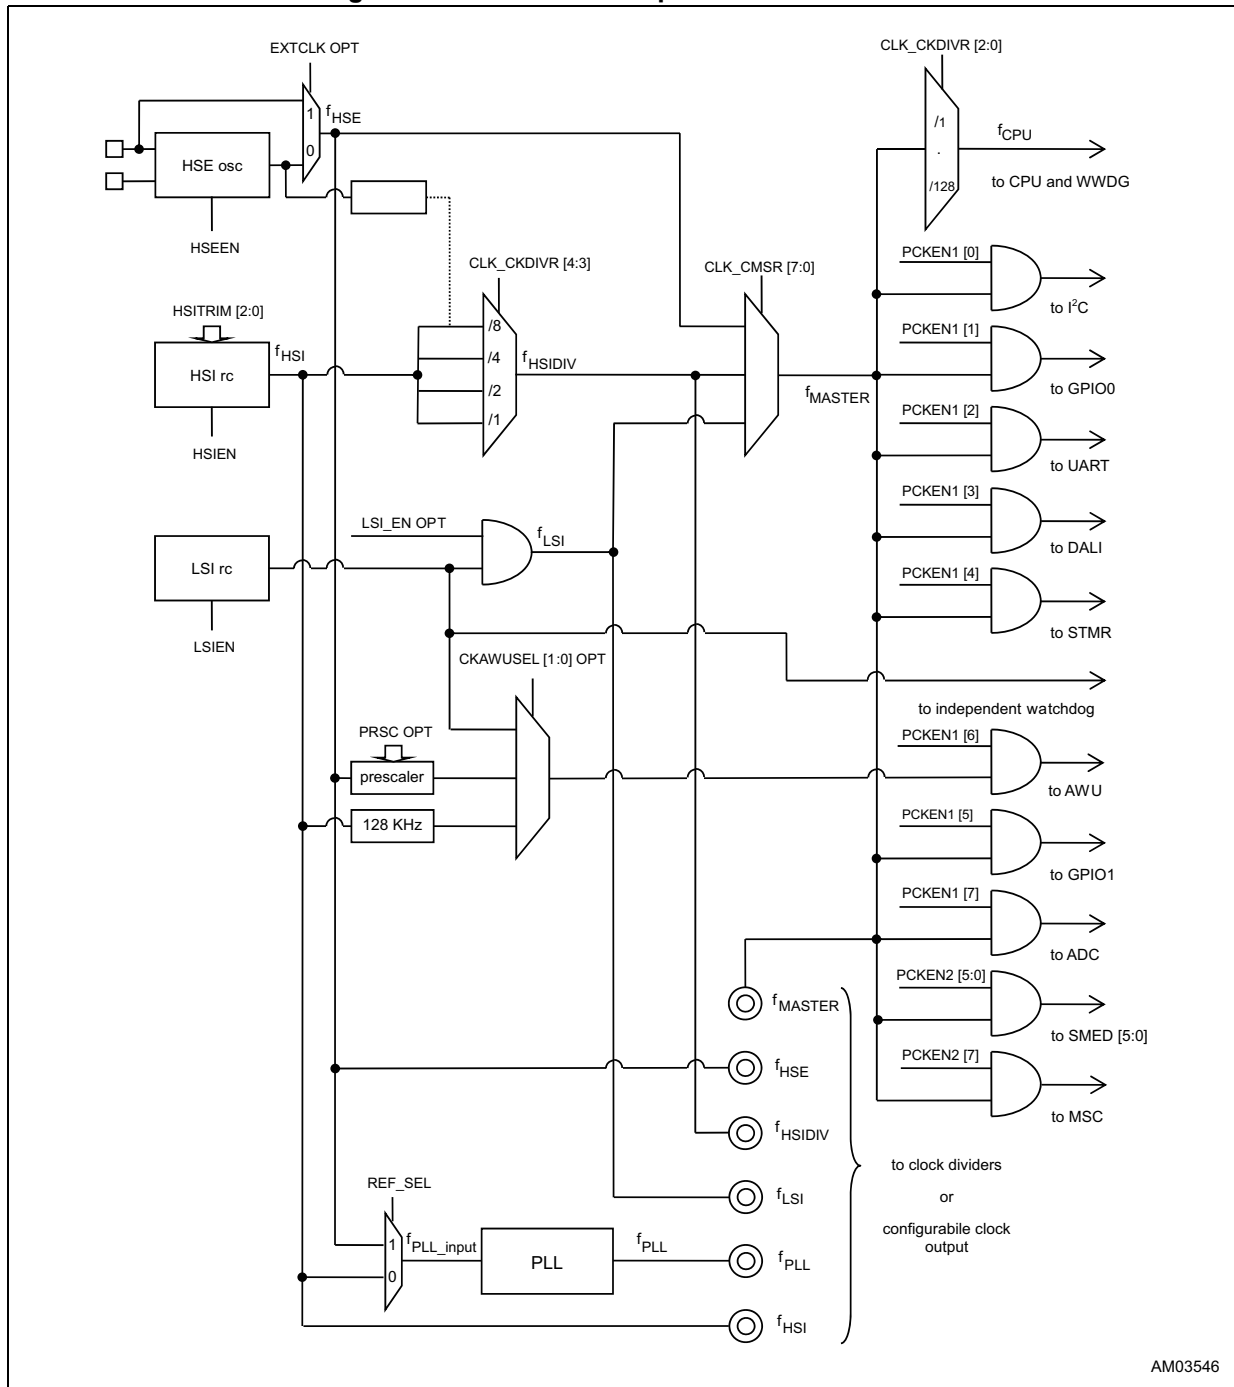 EXTCLK OPT
CLK_CKDIVR [2:0]
1
fHSE
0
HSE osc
HSEEN
/1
.
/128
fCPU
to CPU and WWDG
CLK_CKDIVR [4:3]
CLK_CMSR [7:0]
PCKEN1 [0]
to I²C
HSITRIM [2:0]
fHSI
HSI rc
HSIEN
/8
/4
/2
/1
fHSIDIV
fMASTER
PCKEN1 [1]
to GPIO0
PCKEN1 [2]
to UART
PCKEN1 [3]
to DALI
LSI_EN OPT
fLSI
LSI rc
LSIEN
PCKEN1 [4]
to STMR
CKAWUSEL [1:0] OPT
to independent watchdog
PRSC OPT
prescaler
128 KHz
PCKEN1 [6]
to AWU
PCKEN1 [5]
to GPIO1
PCKEN1 [7]
to ADC
PCKEN2 [5:0]
to SMED [5:0]
PCKEN2 [7]
to MSC
fMASTER
fHSE
fHSIDIV
fLSI
fPLL
fHSI
to clock dividers
or
configurabile clock
output
REF_SEL
1
0
fPLL_input
PLL
fPLL
AM03546